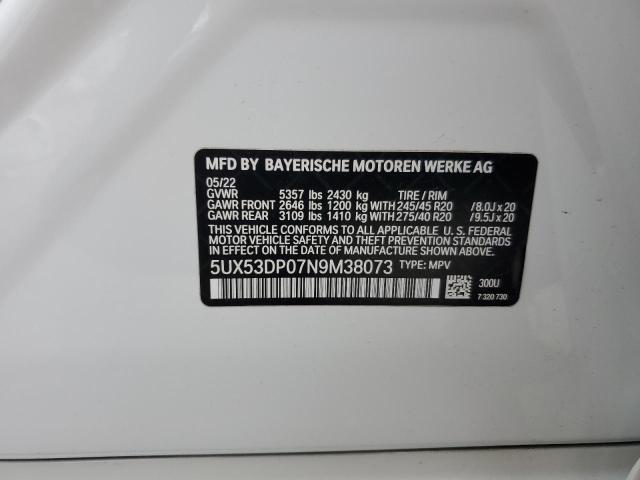 MFD BY BAYERISCHE MOTOREN WERKE AG
05/22
GVWR 5357 lbs 2430 kg TIRE / RIM
GAWR FRONT 2646 lbs 1200 kg WITH 245/45 R20 /8.0J x 20
GAWR REAR 3109 lbs 1410 kg WITH 275/40 R20 /9.5J x 20
THIS VEHICLE CONFORMS TO ALL APPLICABLE U. S. FEDERAL
MOTOR VEHICLE SAFETY, BUMPER, AND
THEFT PREVENTION STANDARDS IN EFFECT
ON THE DATE OF MANUFACTURE SHOWN ABOVE.
5UX53DP07N9M38073 TYPE: MPV
300U
7 320 730